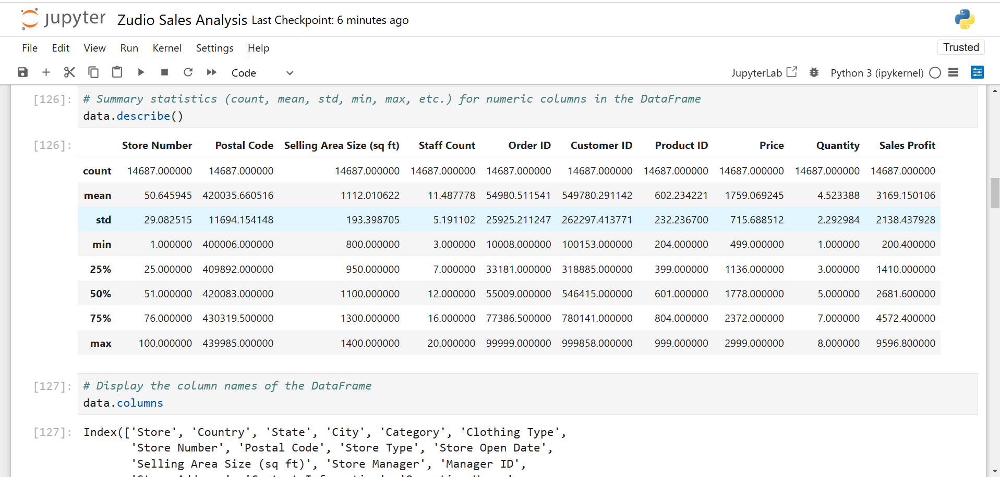 jupyter Zudio Sales Analysis Last Checkpoint: 6 minutes ago
File Edit View Run Kernel Settings Help Trusted
Code JupyterLab Python 3 (ipykernel)
[126]: # Summary statistics (count, mean, std, min, max, etc.) for numeric columns in the DataFrame
data.describe()
[126]: Store Number Postal Code Selling Area Size (sq ft) Staff Count Order ID Customer ID Product ID Price Quantity Sales Profit
count 14687.000000 14687.000000 14687.000000 14687.000000 14687.000000 14687.000000 14687.000000 14687.000000 14687.000000 14687.000000
mean 50.645945 420035.660516 1112.010622 11.487778 54980.511541 549780.291142 602.234221 1759.069245 4.523388 3169.150106
std 29.082515 11694.154148 193.398705 5.191102 25925.211247 262297.413771 232.236700 715.688512 2.292984 2138.437928
min 1.000000 400006.000000 800.000000 3.000000 10008.000000 100153.000000 204.000000 499.000000 1.000000 200.400000
25% 25.000000 409892.000000 950.000000 7.000000 33181.000000 318885.000000 399.000000 1136.000000 3.000000 1410.000000
50% 51.000000 420083.000000 1100.000000 12.000000 55009.000000 546415.000000 601.000000 1778.000000 5.000000 2681.600000
75% 76.000000 430319.500000 1300.000000 16.000000 77386.500000 780141.000000 804.000000 2372.000000 7.000000 4572.400000
max 100.000000 439985.000000 1400.000000 20.000000 99999.000000 999858.000000 999.000000 2999.000000 8.000000 9596.800000
[127]: # Display the column names of the DataFrame
data.columns
[127]: Index(['Store', 'Country', 'State', 'City', 'Category', 'Clothing Type',
'Store Number', 'Postal Code', 'Store Type', 'Store Open Date',
'Selling Area Size (sq ft)', 'Store Manager', 'Manager ID',